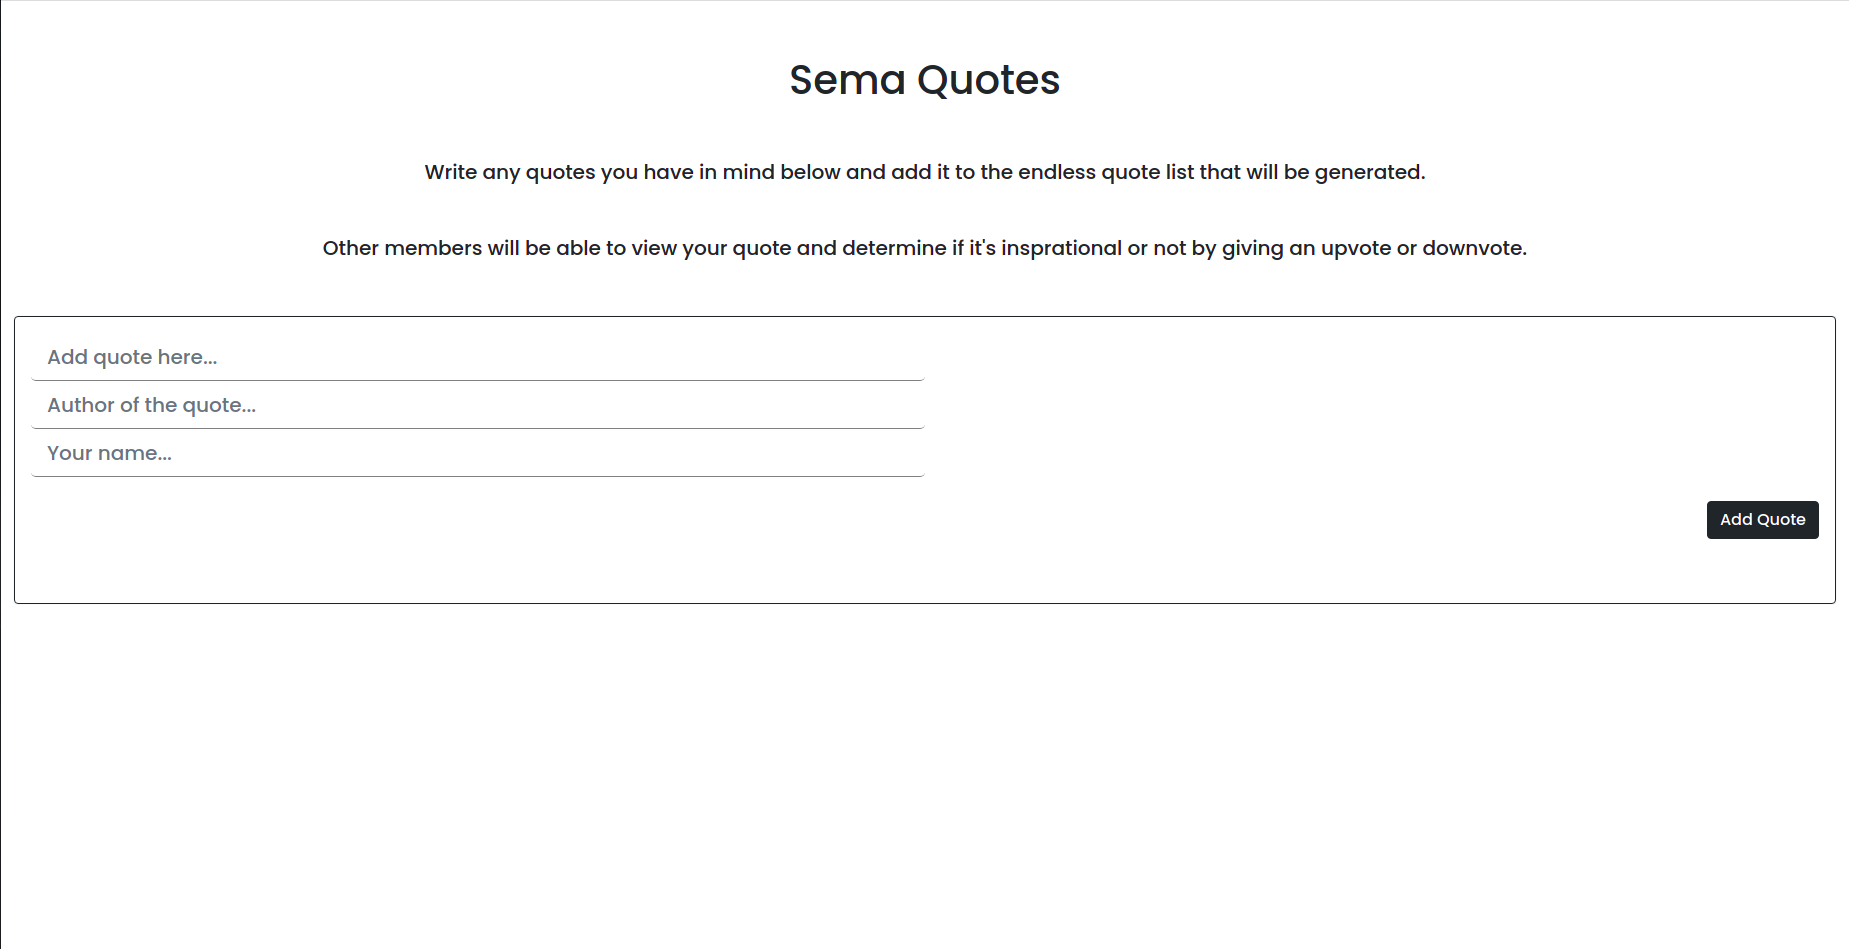 Sema Quotes
Write any quotes you have in mind below and add it to the endless quote list that will be generated.
Other members will be able to view your quote and determine if it's insprational or not by giving an upvote or downvote.
Add quote here...
Author of the quote...
Your name...
Add Quote